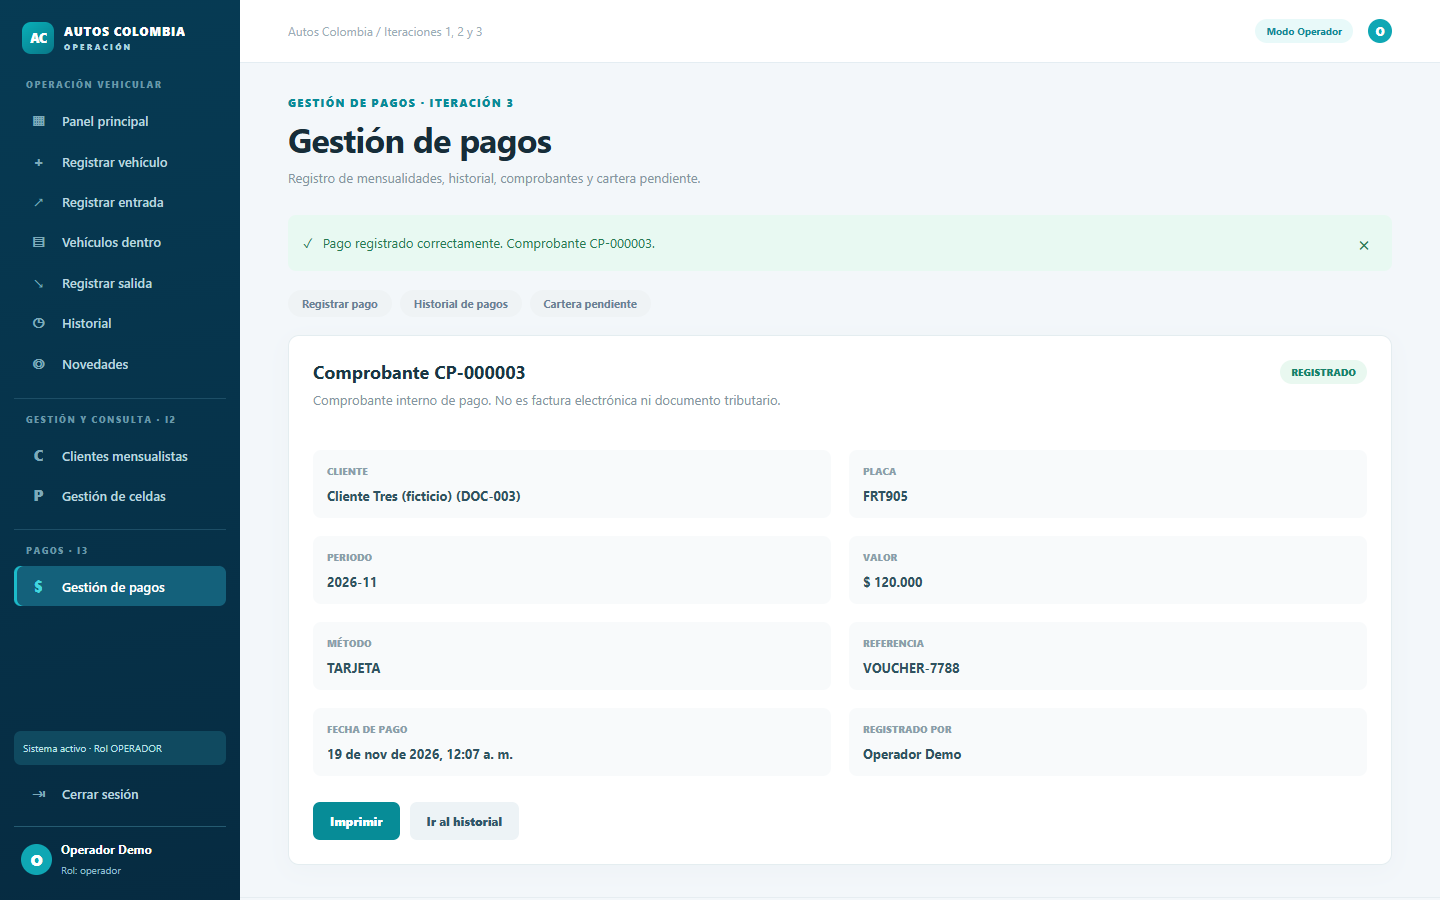 AC
AUTOS COLOMBIA
OPERACIÓN
OPERACIÓN VEHICULAR
Panel principal
+ Registrar vehículo
↗ Registrar entrada
Vehículos dentro
↘ Registrar salida
Historial
Novedades
GESTIÓN Y CONSULTA · I2
C Clientes mensualistas
P Gestión de celdas
PAGOS · I3
$ Gestión de pagos
Sistema activo · Rol OPERADOR
Cerrar sesión
O
Operador Demo
Rol: operador
Autos Colombia / Iteraciones 1, 2 y 3
Modo Operador
O
GESTIÓN DE PAGOS · ITERACIÓN 3
Gestión de pagos
Registro de mensualidades, historial, comprobantes y cartera pendiente.
✓ Pago registrado correctamente. Comprobante CP-000003.
×
Registrar pago
Historial de pagos
Cartera pendiente
Comprobante CP-000003
REGISTRADO
Comprobante interno de pago. No es factura electrónica ni documento tributario.
CLIENTE
Cliente Tres (ficticio) (DOC-003)
PLACA
FRT905
PERIODO
2026-11
VALOR
$ 120.000
MÉTODO
TARJETA
REFERENCIA
VOUCHER-7788
FECHA DE PAGO
19 de nov de 2026, 12:07 a. m.
REGISTRADO POR
Operador Demo
Imprimir
Ir al historial